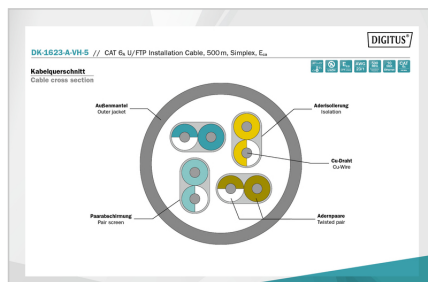 DIGITUS®
DK-1623-A-VH-5 // CAT 6A U/FTP Installation Cable, 500 m, Simplex, Eca
Kabelquerschnitt
Cable cross section
Außenmantel
Outer jacket
Aderisolierung
Isolation
Cu-Draht
Cu-Wire
Paarabschirmung
Pair screen
Adernpaare
Twisted pair